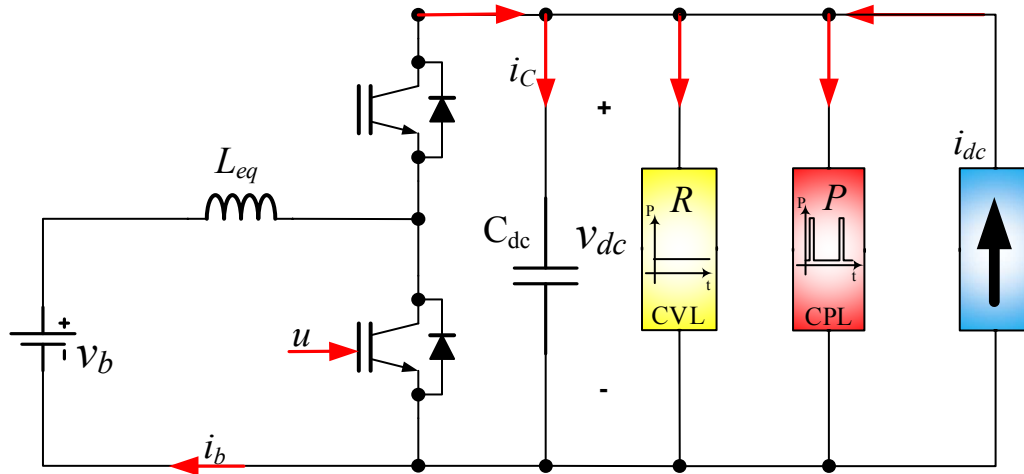 i_C
+
L_eq
R
P
i_dc
P
t
P
t
C_dc
v_dc
CVL
CPL
u
+
-
v_b
-
i_b